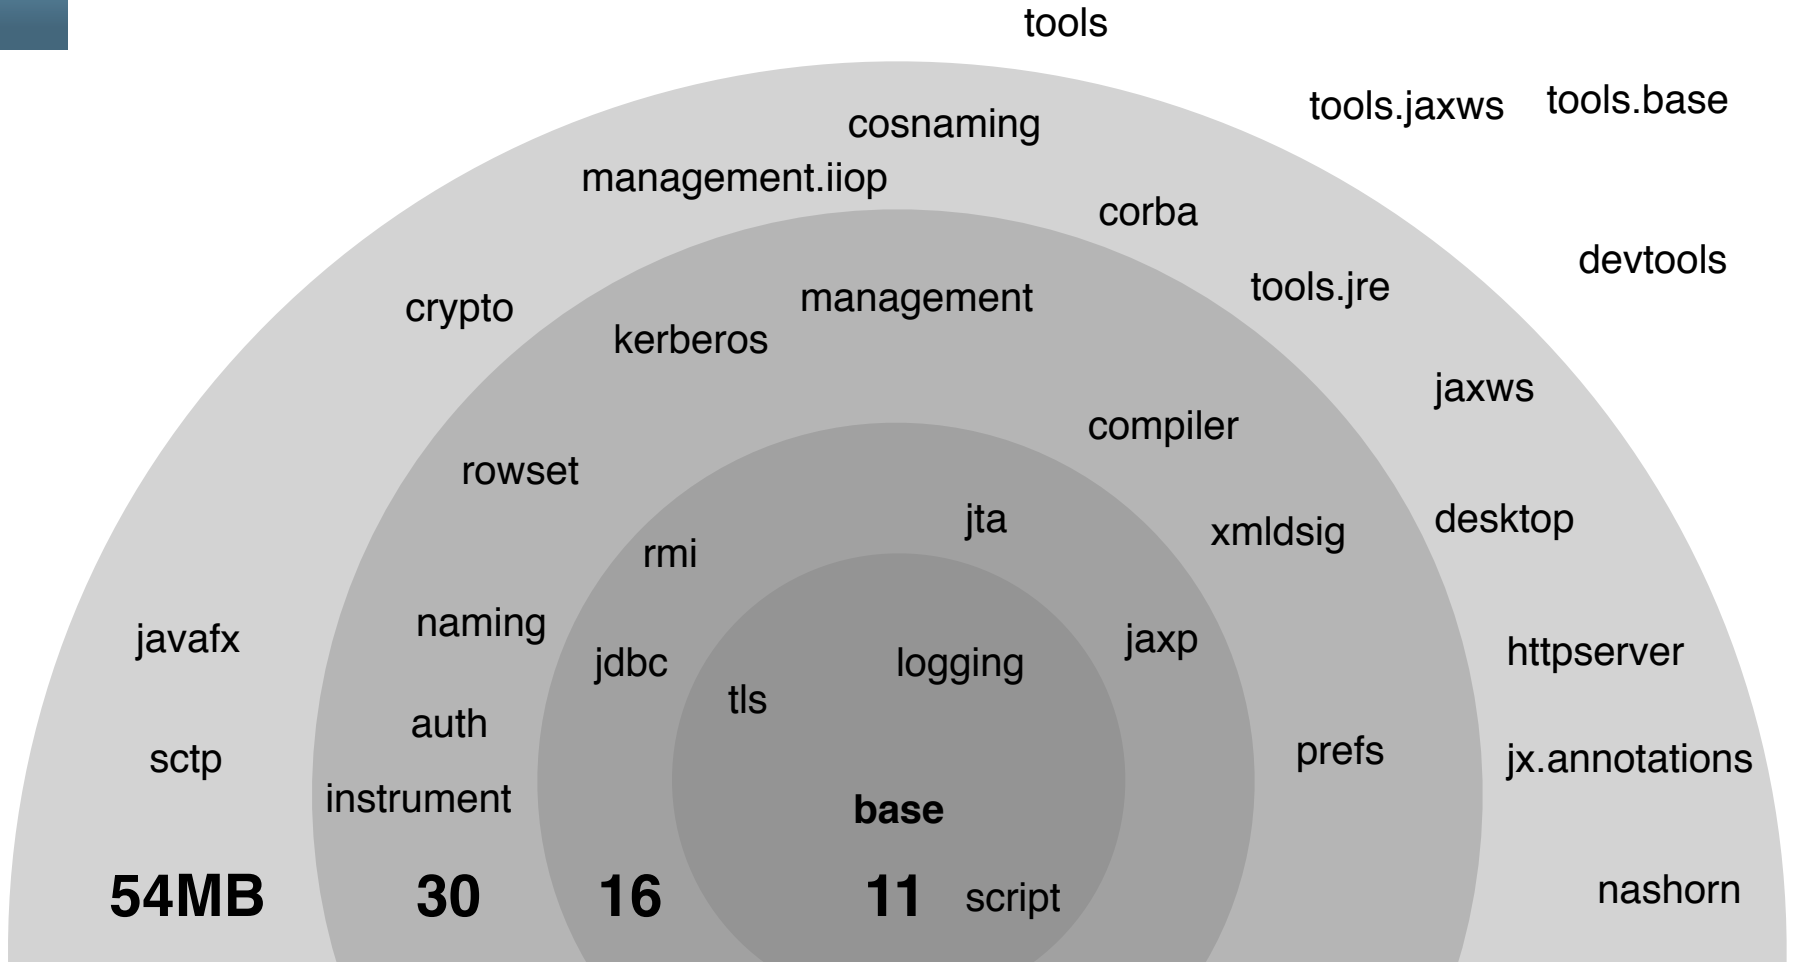 tools
tools.jaxws tools.base
cosnaming
management.iiop
corba
devtools
tools.jre
management
crypto
kerberos
jaxws
compiler
rowset
jta
desktop
xmldsig
rmi
naming
javafx
jaxp
httpserver
jdbc
logging
tls
auth
prefs
sctp
jx.annotations
instrument
base
54MB 30 16 11 script
nashorn